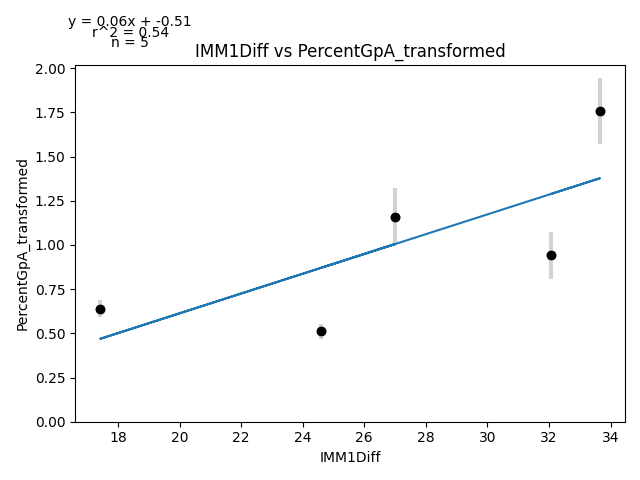 y = 0.06x + -0.51
r^2 = 0.54
n = 5
IMM1Diff vs PercentGpA_transformed
2.00
1.75
1.50
1.25
1.00
0.75
0.50
0.25
0.00
PercentGpA_transformed
18 20 22 24 26 28 30 32 34
IMM1Diff